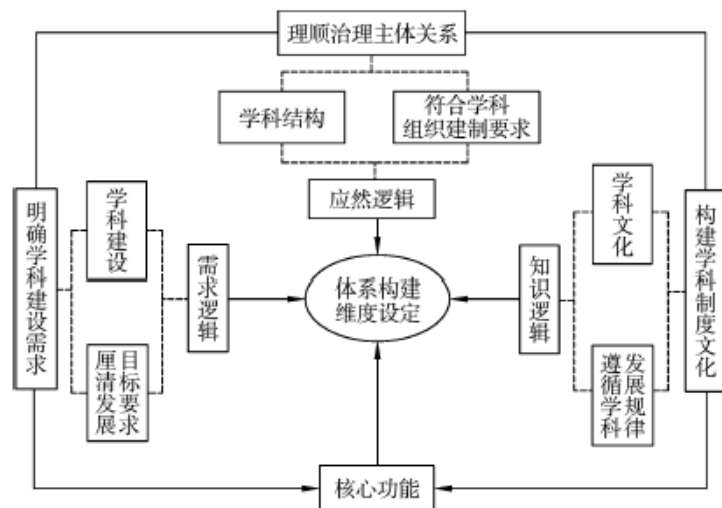 理顺治理主体关系
学科结构
符合学科
组织建制要求
应然逻辑
明确学科建设需求
学科建设
厘清发展
目标要求
需求逻辑
体系构建
维度设定
知识逻辑
学科文化
遵循学科
发展规律
构建学科制度文化
核心功能